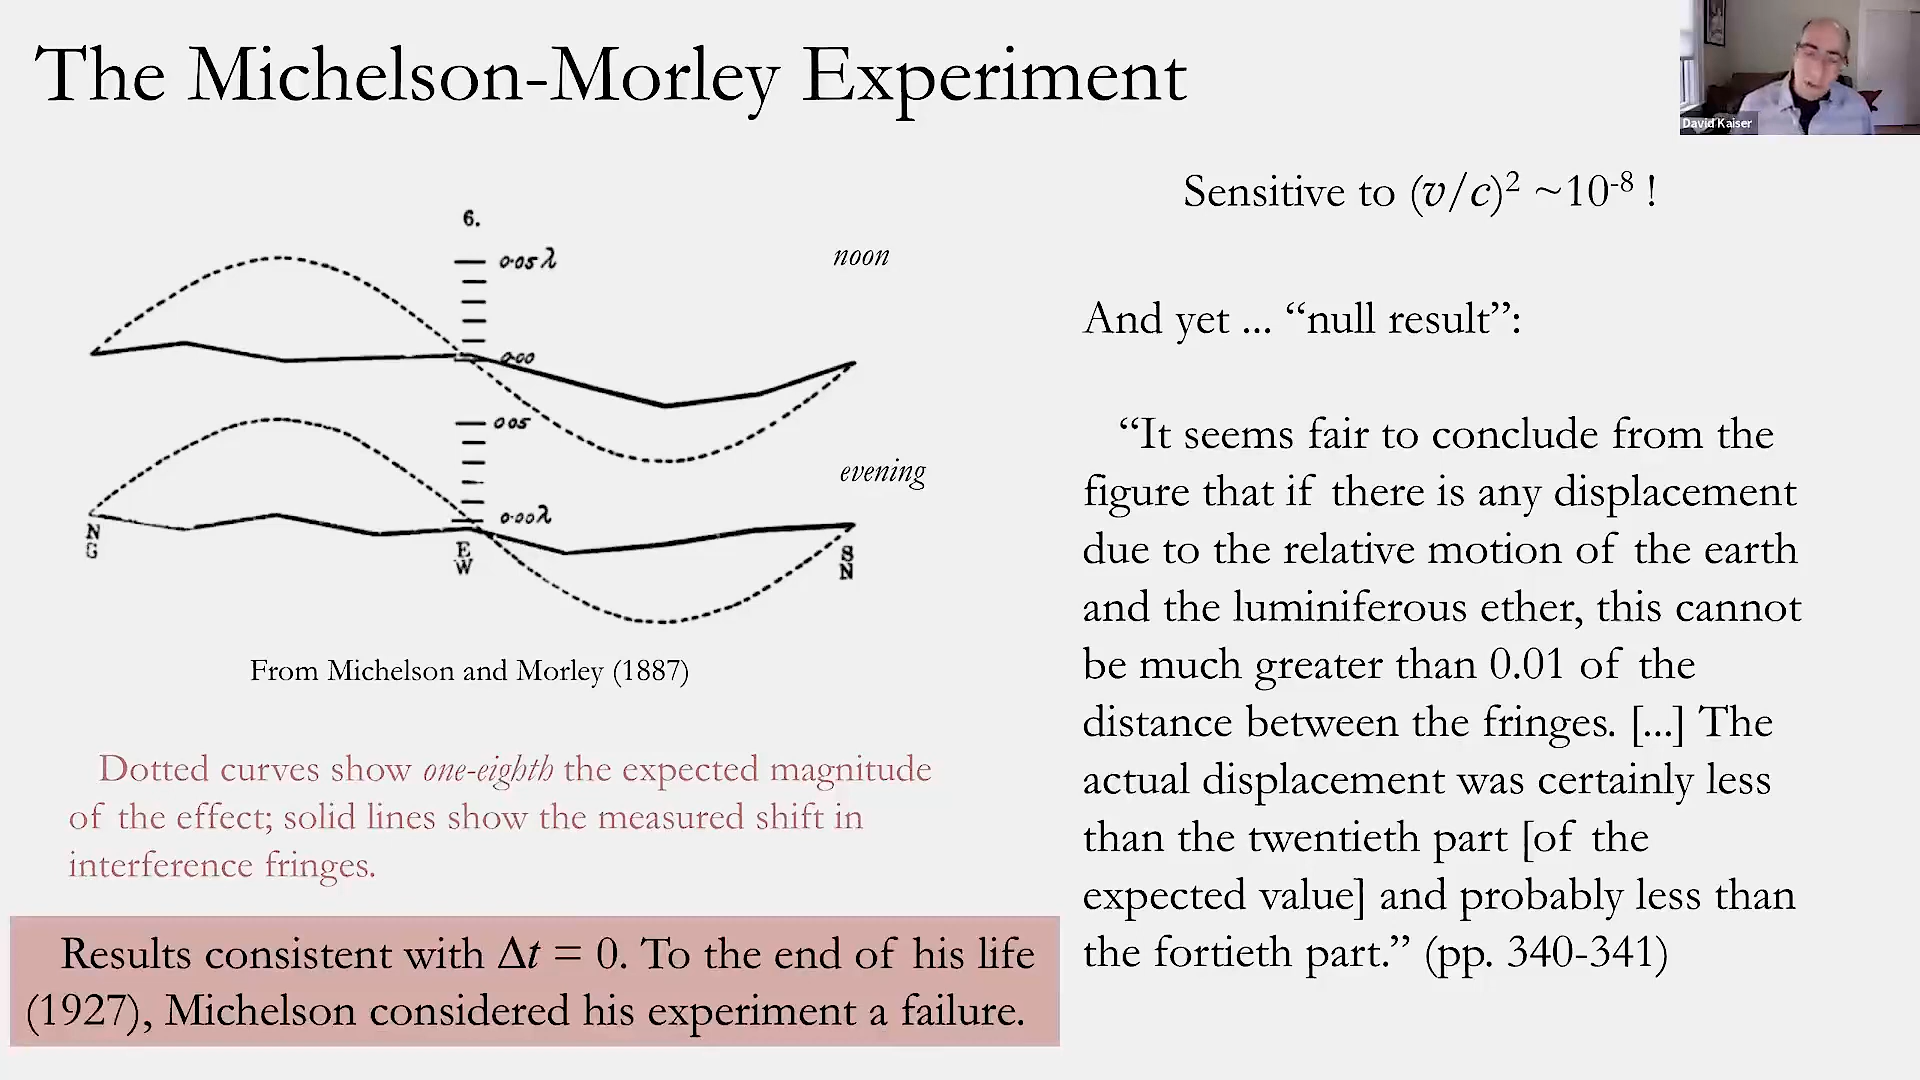 The Michelson-Morley Experiment
David Kaiser
6.
0.05 λ
noon
0.00
0.05
evening
0.00 λ
N
G
E
W
S
N
From Michelson and Morley (1887)
Dotted curves show one-eighth the expected magnitude
of the effect; solid lines show the measured shift in
interference fringes.
Results consistent with Δt = 0. To the end of his life
(1927), Michelson considered his experiment a failure.
Sensitive to (v/c)² ~10⁻⁸ !
And yet ... “null result”:
“It seems fair to conclude from the
figure that if there is any displacement
due to the relative motion of the earth
and the luminiferous ether, this cannot
be much greater than 0.01 of the
distance between the fringes. [...] The
actual displacement was certainly less
than the twentieth part [of the
expected value] and probably less than
the fortieth part.” (pp. 340-341)